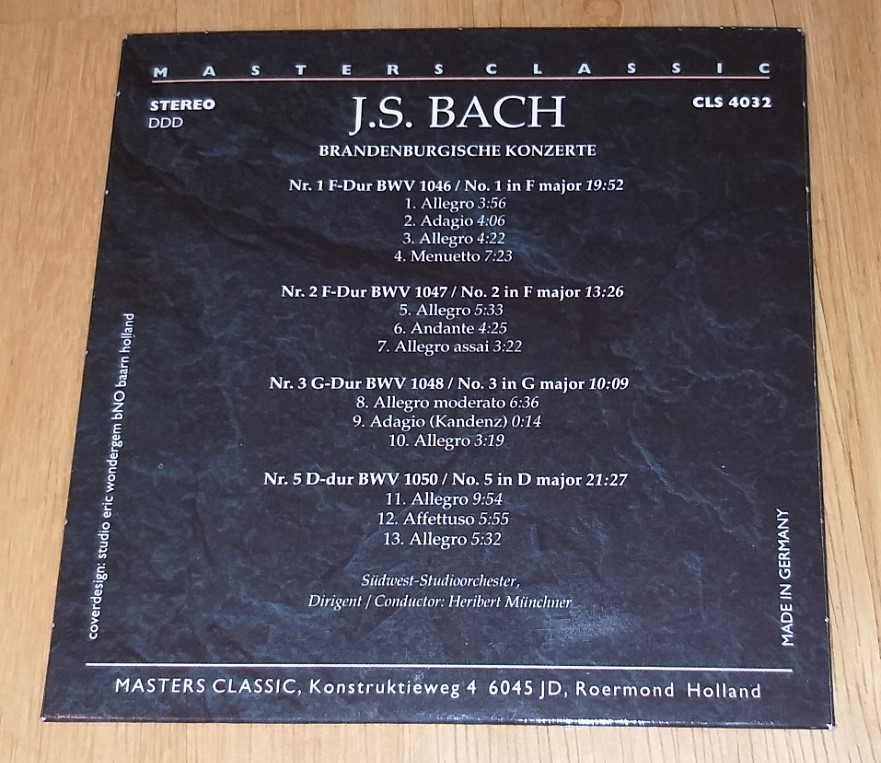 MASTERS CLASSIC
STEREO
DDD
J.S. BACH
CLS 4032
BRANDENBURGISCHE KONZERTE
Nr. 1 F-Dur BWV 1046 / No. 1 in F major 19:52
1. Allegro 3:56
2. Adagio 4:06
3. Allegro 4:22
4. Menuetto 7:23
Nr. 2 F-Dur BWV 1047 / No. 2 in F major 13:26
5. Allegro 5:33
6. Andante 4:25
7. Allegro assai 3:22
Nr. 3 G-Dur BWV 1048 / No. 3 in G major 10:09
8. Allegro moderato 6:36
9. Adagio (Kandenz) 0:14
10. Allegro 3:19
Nr. 5 D-dur BWV 1050 / No. 5 in D major 21:27
11. Allegro 9:54
12. Affettuso 5:55
13. Allegro 5:32
Südwest-Studioorchester,
Dirigent / Conductor: Heribert Münchner
coverdesign: studio eric wondergem bNO baarn holland
MADE IN GERMANY
MASTERS CLASSIC, Konstruktieweg 4 6045 JD, Roermond Holland